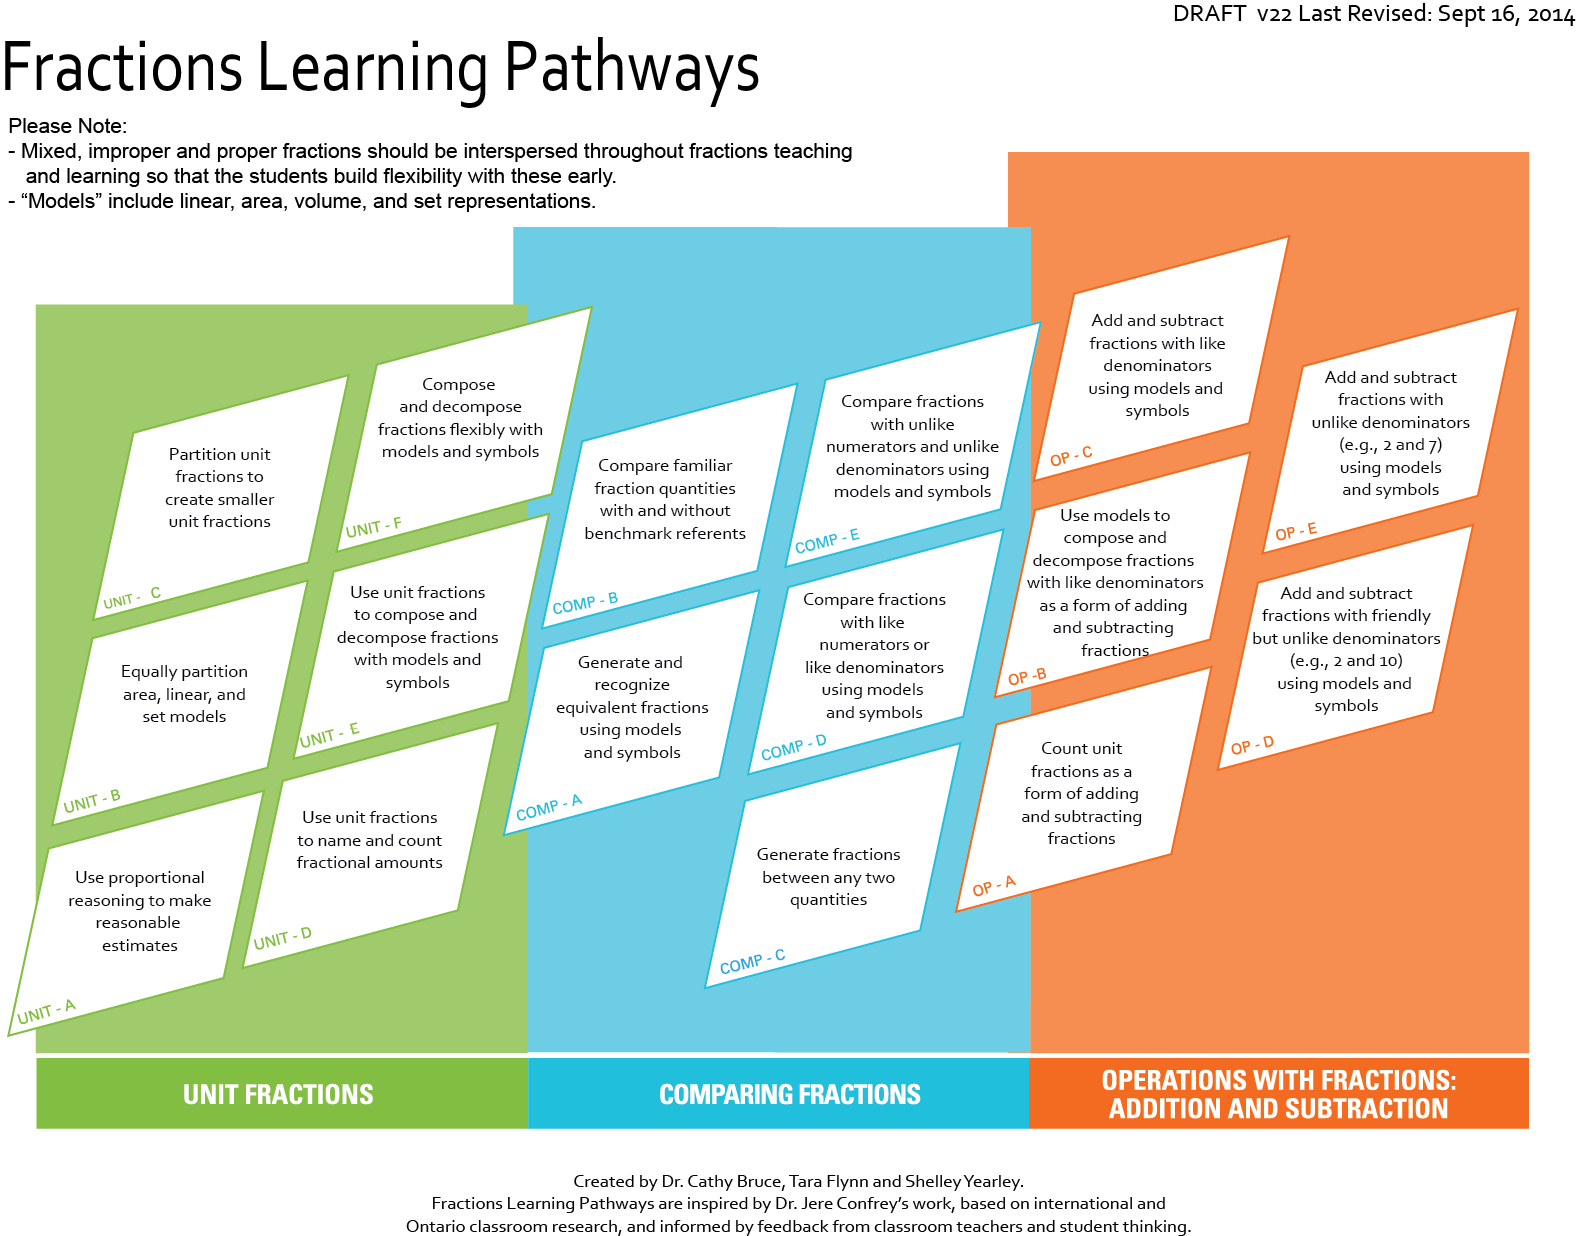 DRAFT v22 Last Revised: Sept 16, 2014
Fractions Learning Pathways
Please Note:
- Mixed, improper and proper fractions should be interspersed throughout fractions teaching
and learning so that the students build flexibility with these early.
- “Models” include linear, area, volume, and set representations.
Partition unit
fractions to
create smaller
unit fractions
UNIT - C
Equally partition
area, linear, and
set models
UNIT - B
Use proportional
reasoning to make
reasonable
estimates
UNIT - A
Compose
and decompose
fractions flexibly with
models and symbols
UNIT - F
Use unit fractions
to compose and
decompose fractions
with models and
symbols
UNIT - E
Use unit fractions
to name and count
fractional amounts
UNIT - D
Compare familiar
fraction quantities
with and without
benchmark referents
COMP - B
Generate and
recognize
equivalent fractions
using models
and symbols
COMP - A
Compare fractions
with unlike
numerators and unlike
denominators using
models and symbols
COMP - E
Compare fractions
with like
numerators or
like denominators
using models
and symbols
COMP - D
Generate fractions
between any two
quantities
COMP - C
Add and subtract
fractions with like
denominators
using models and
symbols
OP - C
Use models to
compose and
decompose fractions
with like denominators
as a form of adding
and subtracting
fractions
OP -B
Count unit
fractions as a
form of adding
and subtracting
fractions
OP - A
Add and subtract
fractions with
unlike denominators
(e.g., 2 and 7)
using models
and symbols
OP - E
Add and subtract
fractions with friendly
but unlike denominators
(e.g., 2 and 10)
using models and
symbols
OP - D
UNIT FRACTIONS
COMPARING FRACTIONS
OPERATIONS WITH FRACTIONS:
ADDITION AND SUBTRACTION
Created by Dr. Cathy Bruce, Tara Flynn and Shelley Yearley.
Fractions Learning Pathways are inspired by Dr. Jere Confrey’s work, based on international and
Ontario classroom research, and informed by feedback from classroom teachers and student thinking.